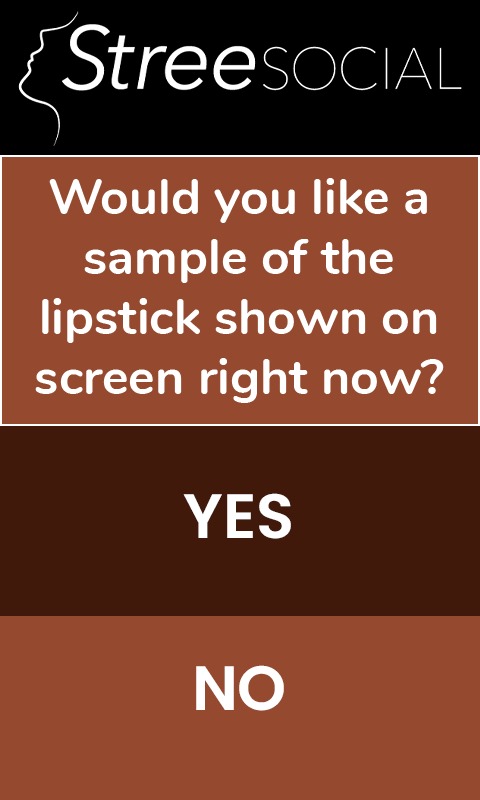 StreeSOCIAL
Would you like a
sample of the
lipstick shown on
screen right now?
YES
NO